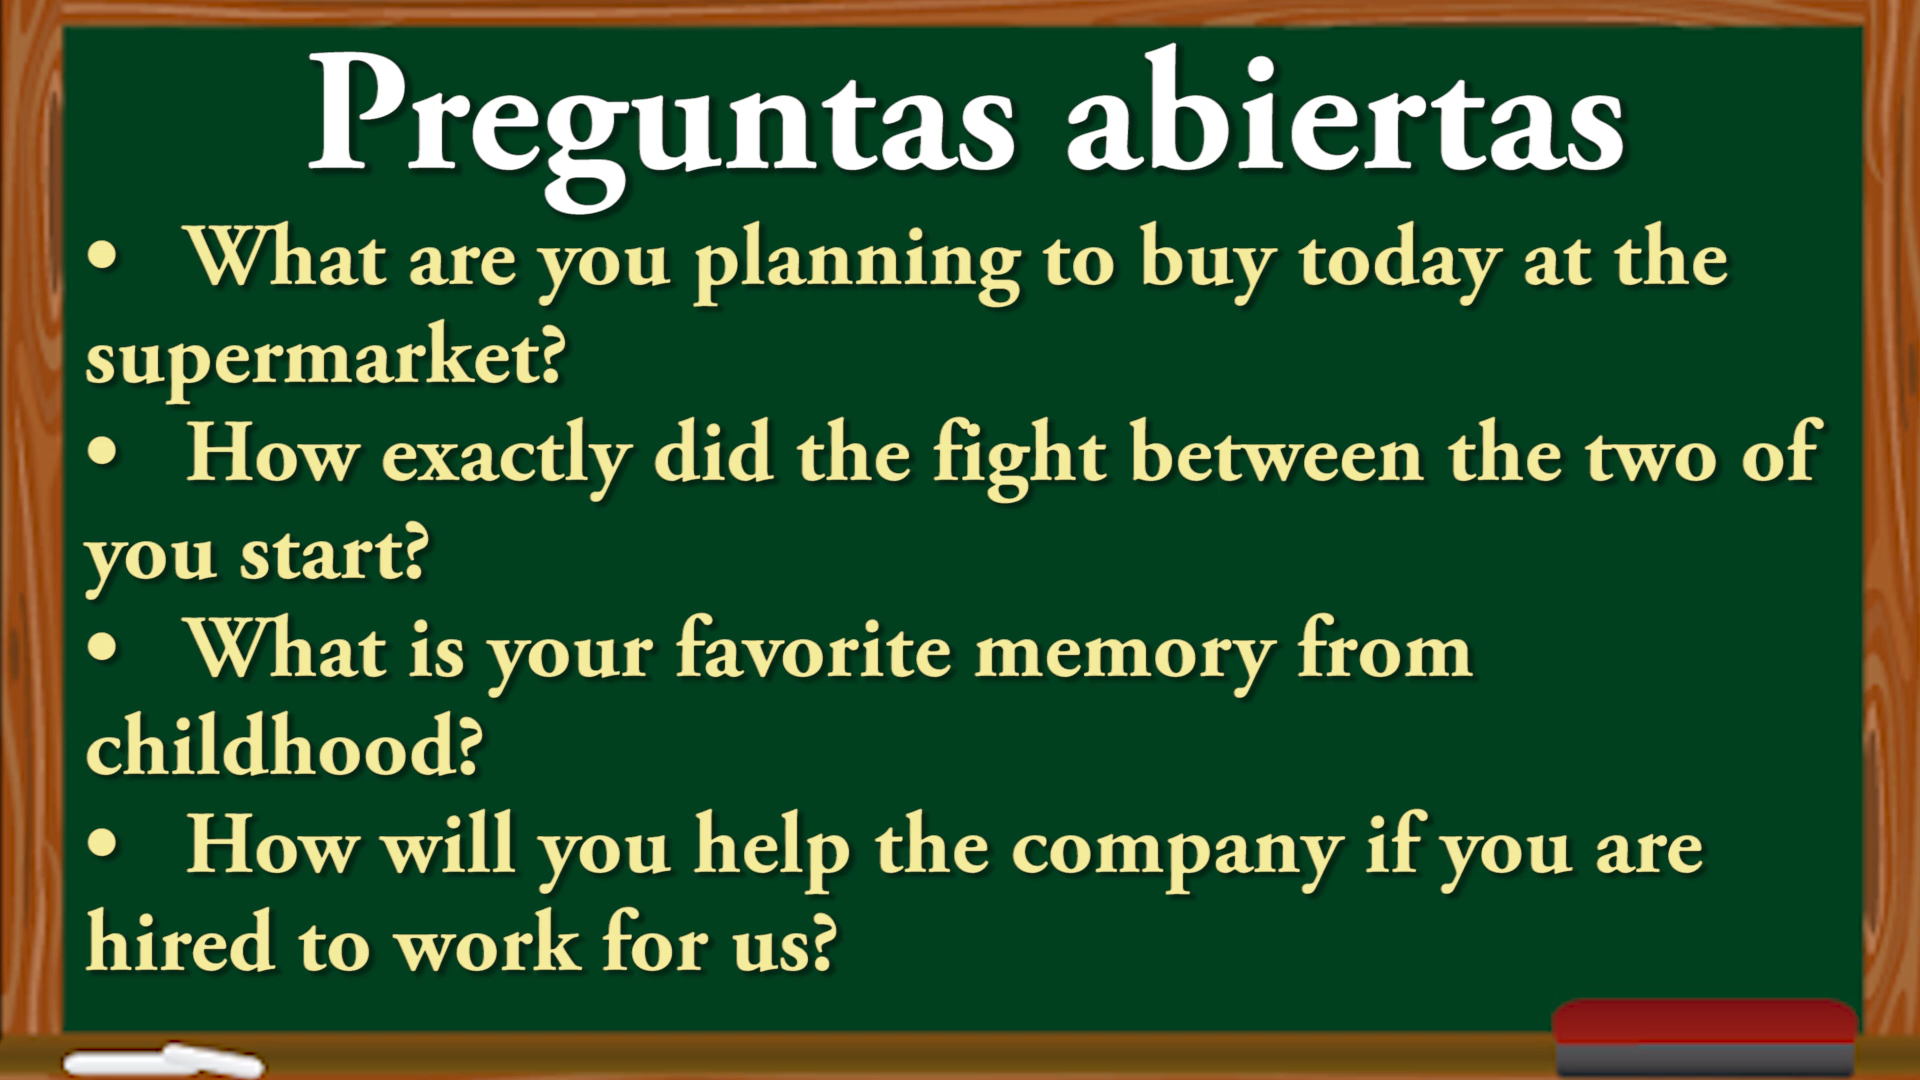 Preguntas abiertas
• What are you planning to buy today at the
supermarket?
• How exactly did the fight between the two of
you start?
• What is your favorite memory from
childhood?
• How will you help the company if you are
hired to work for us?